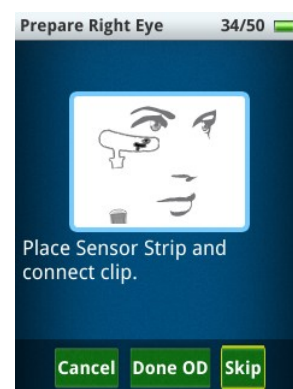 Prepare Right Eye 34/50
Place Sensor Strip and
connect clip.
Cancel Done OD Skip